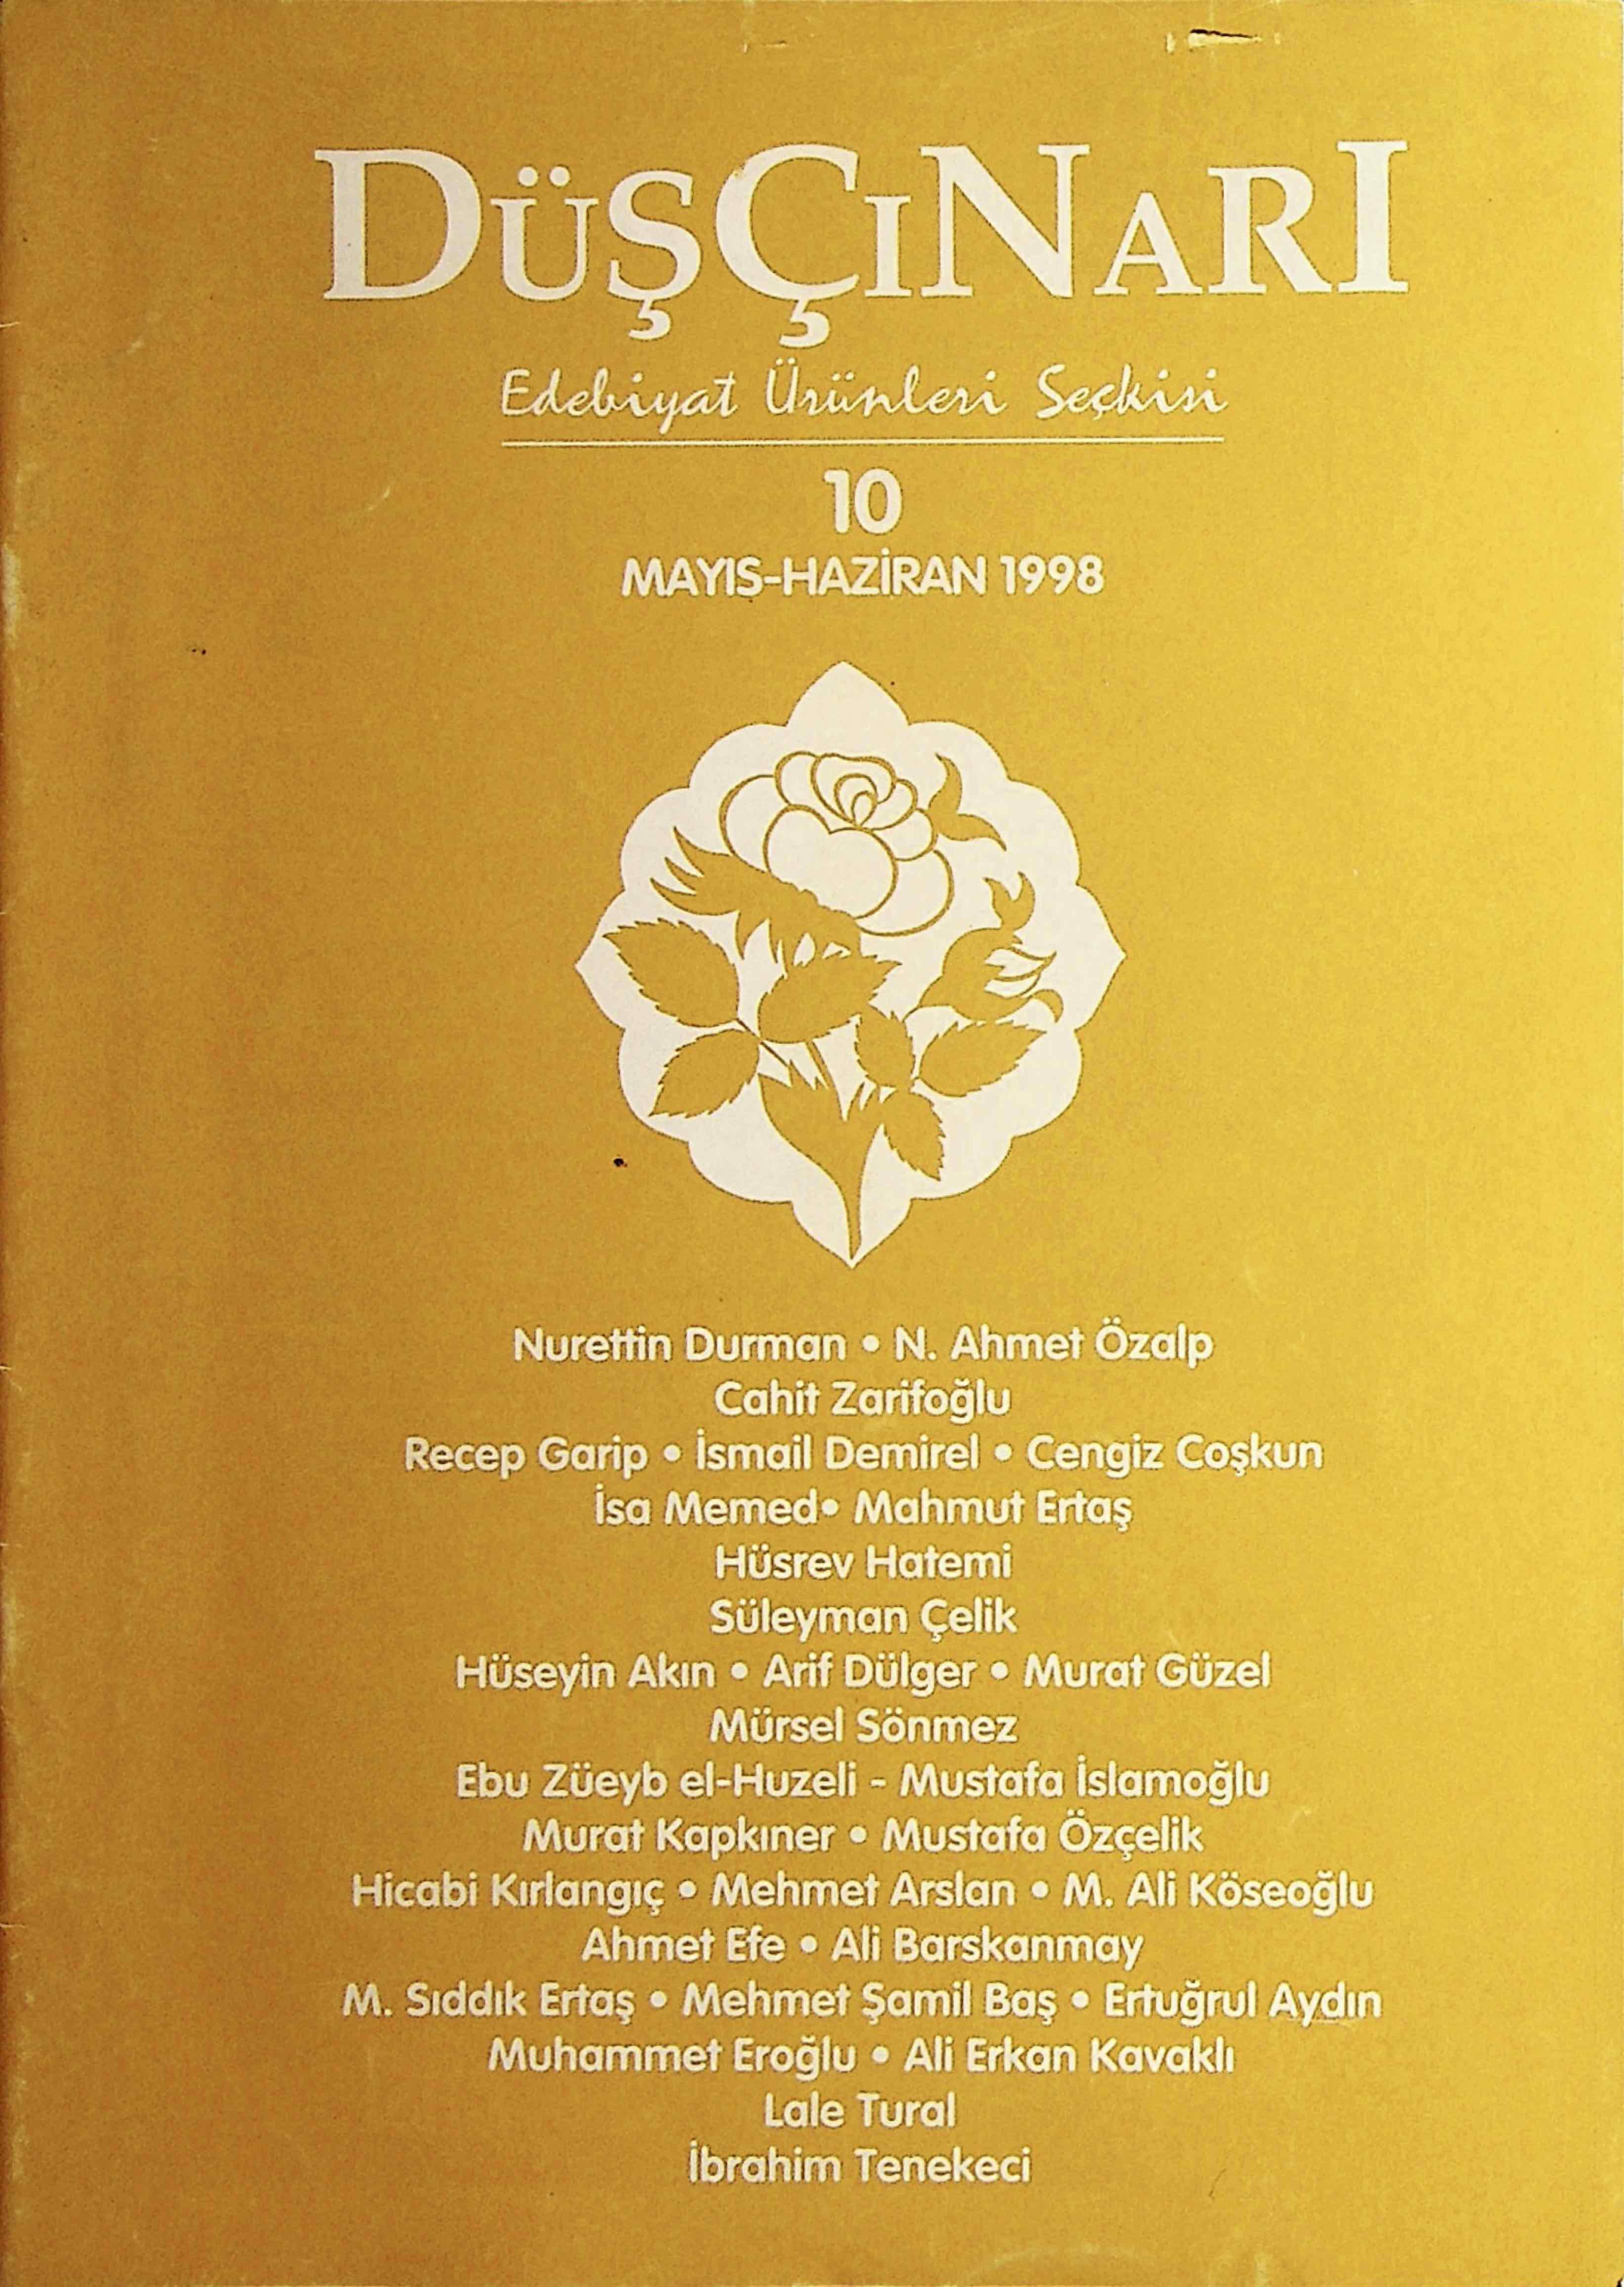 DÜŞÇINARI
Edebiyat Ürünleri Seçkisi
10
MAYIS-HAZİRAN 1998
Nurettin Durman • N. Ahmet Özalp
Cahit Zarifoğlu
Recep Garip • İsmail Demirel • Cengiz Coşkun
İsa Memed• Mahmut Ertaş
Hüsrev Hatemi
Süleyman Çelik
Hüseyin Akın • Arif Dülger • Murat Güzel
Mürsel Sönmez
Ebu Züeyb el-Huzeli - Mustafa İslamoğlu
Murat Kapkıner • Mustafa Özçelik
Hicabi Kırlangıç • Mehmet Arslan • M. Ali Köseoğlu
Ahmet Efe • Ali Barskanmay
M. Sıddık Ertaş • Mehmet Şamil Baş • Ertuğrul Aydın
Muhammet Eroğlu • Ali Erkan Kavaklı
Lale Tural
İbrahim Tenekeci